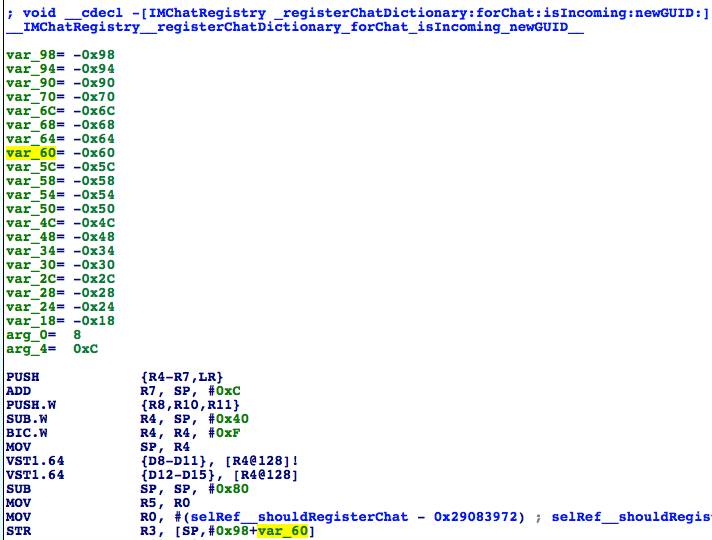 ; void __cdecl -[IMChatRegistry _registerChatDictionary:forChat:isIncoming:newGUID:]
__IMChatRegistry__registerChatDictionary_forChat_isIncoming_newGUID__
var_98= -0x98
var_94= -0x94
var_90= -0x90
var_70= -0x70
var_6C= -0x6C
var_68= -0x68
var_64= -0x64
var_60= -0x60
var_5C= -0x5C
var_58= -0x58
var_54= -0x54
var_50= -0x50
var_4C= -0x4C
var_48= -0x48
var_34= -0x34
var_30= -0x30
var_2C= -0x2C
var_28= -0x28
var_24= -0x24
var_18= -0x18
arg_0= 8
arg_4= 0xC
PUSH {R4-R7,LR}
ADD R7, SP, #0xC
PUSH.W {R8,R10,R11}
SUB.W R4, SP, #0x40
BIC.W R4, R4, #0xF
MOV SP, R4
VST1.64 {D8-D11}, [R4@128]!
VST1.64 {D12-D15}, [R4@128]
SUB SP, SP, #0x80
MOV R5, R0
MOV R0, #(selRef__shouldRegisterChat - 0x29083972) ; selRef__shouldRegis
STR R3, [SP,#0x98+var_60]